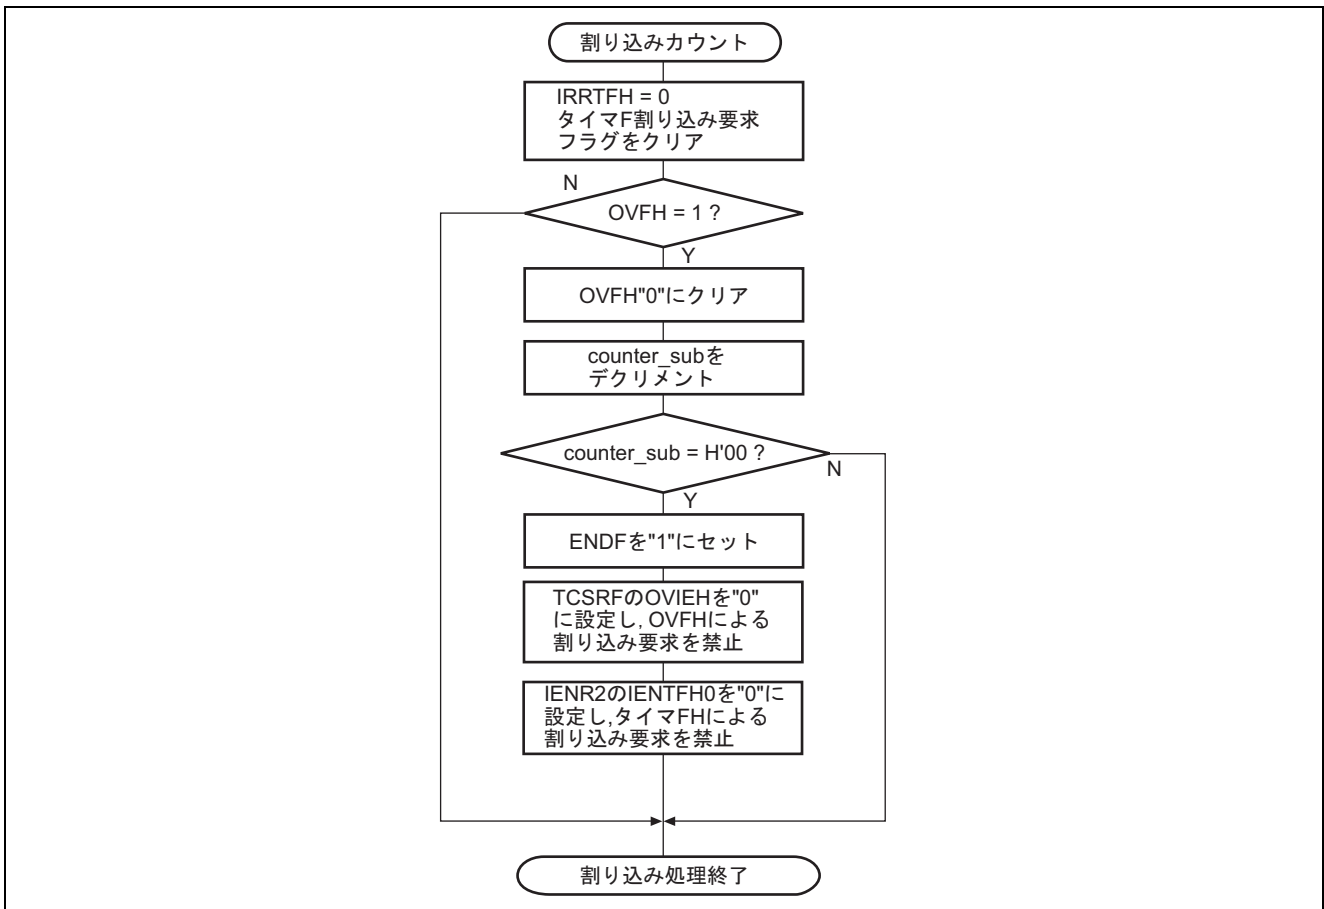 割り込みカウント
IRRTFH = 0
タイマF割り込み要求
フラグをクリア
N
OVFH = 1 ?
Y
OVFH"0"にクリア
counter_subを
デクリメント
counter_sub = H'00 ?
N
Y
ENDFを"1"にセット
TCSRFのOVIEHを"0"
に設定し, OVFHによる
割り込み要求を禁止
IENR2のIENTFH0を"0"に
設定し,タイマFHによる
割り込み要求を禁止
割り込み処理終了